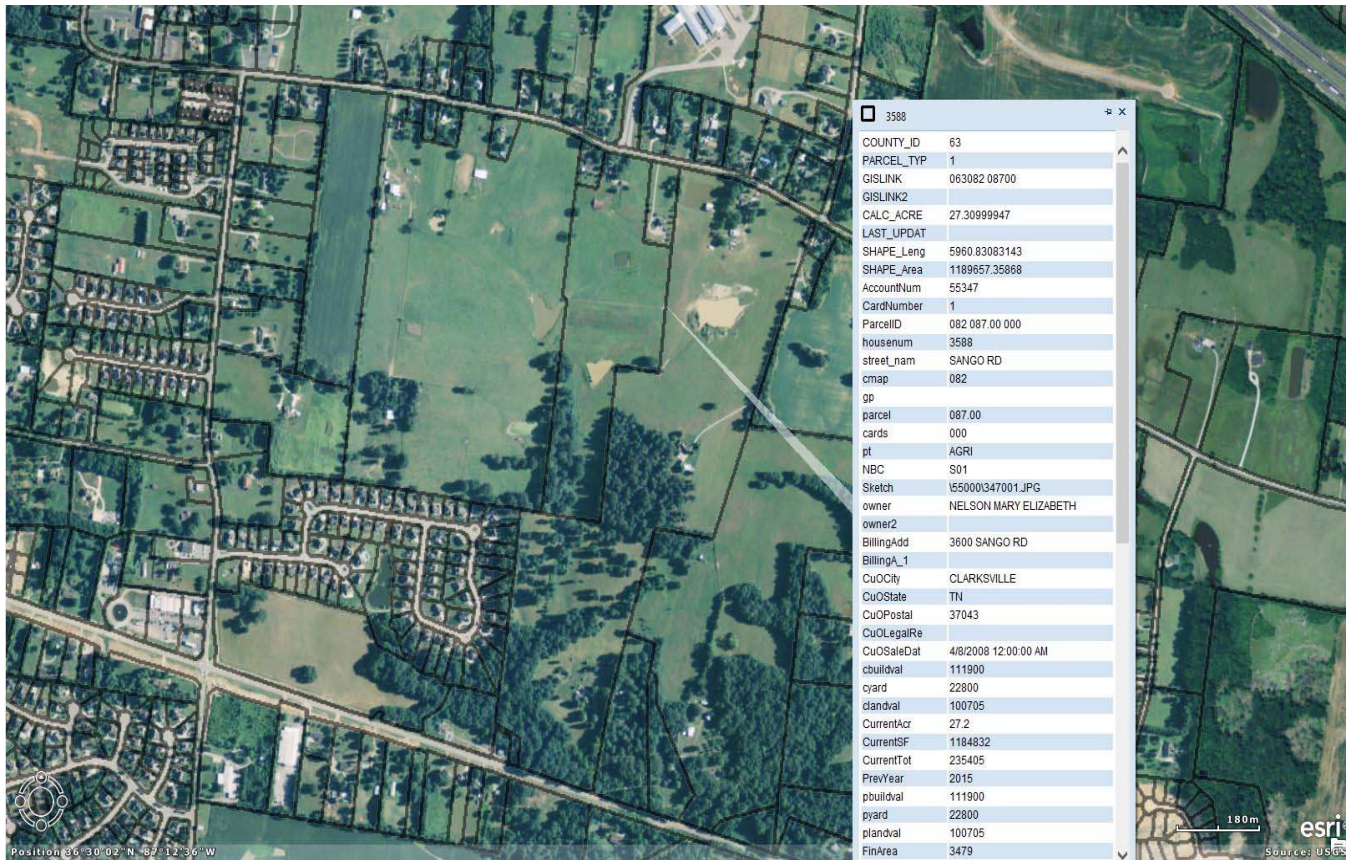 3588
COUNTY_ID 63
PARCEL_TYP 1
GISLINK 063082 08700
GISLINK2
CALC_ACRE 27.30999947
LAST_UPDAT
SHAPE_Leng 5960.83083143
SHAPE_Area 1189657.35868
AccountNum 55347
CardNumber 1
ParcelID 082 087.00 000
housenum 3588
street_nam SANGO RD
cmap 082
gp
parcel 087.00
cards 000
pt AGRI
NBC S01
Sketch \55000\347001.JPG
owner NELSON MARY ELIZABETH
owner2
BillingAdd 3600 SANGO RD
BillingA_1
CuOCity CLARKSVILLE
CuOState TN
CuOPostal 37043
CuOLegalRe
CuOSaleDat 4/8/2008 12:00:00 AM
cbuildval 111900
cyard 22800
clandval 100705
CurrentAcr 27.2
CurrentSF 1184832
CurrentTot 235405
PrevYear 2015
pbuildval 111900
pyard 22800
plandval 100705
FinArea 3479
180m
esri
Position 36°30'02"N, 87°12'36"W
Source: USGS